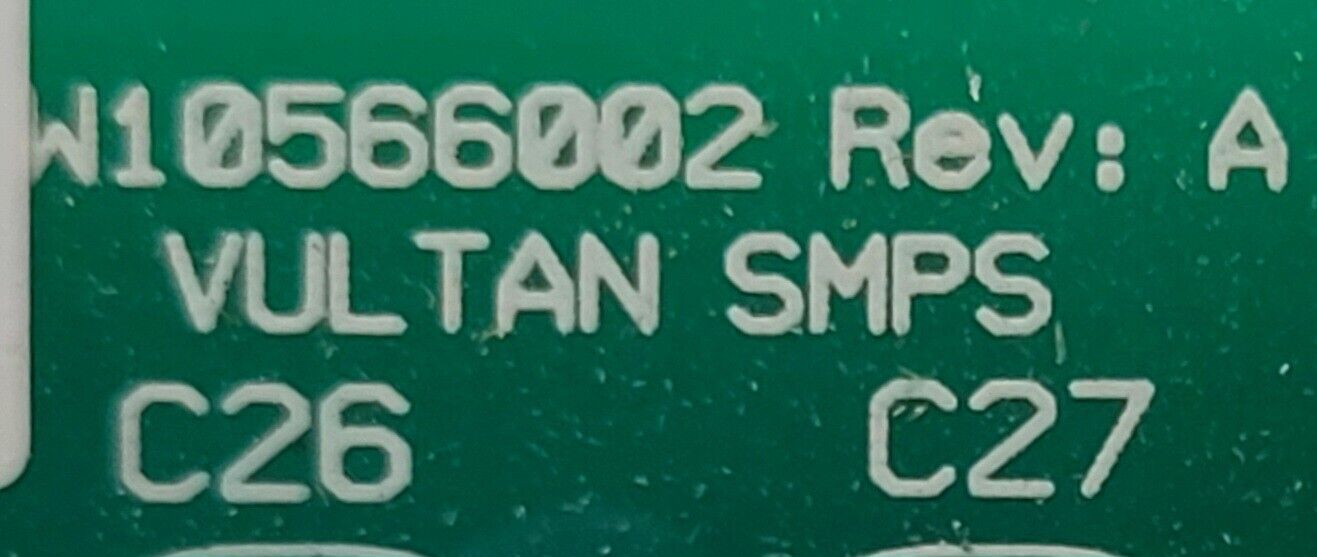 W10566002 Rev: A
VULTAN SMPS
C26 C27